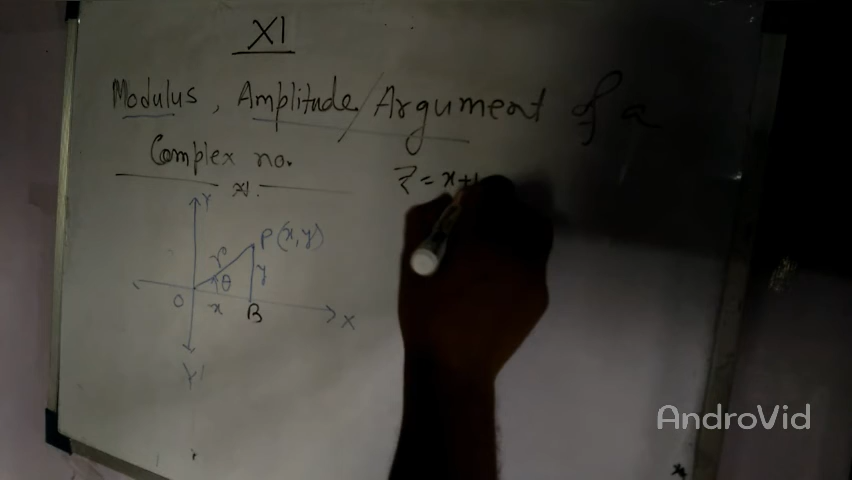 XI
Modulus, Amplitude/Argument of a
Complex no.
z = x+
Y
P(x,y)
r
θ
y
O
x
B
X
Y'
AndroVid